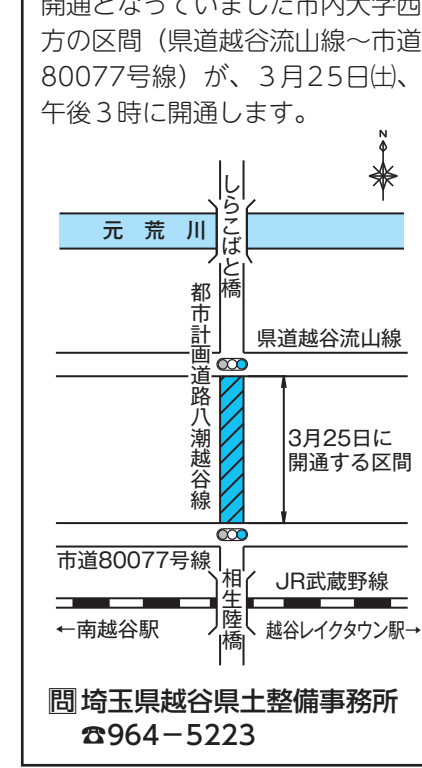 開通となっていました市内大字西
方の区間（県道越谷流山線～市道
80077号線）が、３月25日㈯、
午後３時に開通します。
N
しらこばと橋
元荒川
都市計画道路八潮越谷線
県道越谷流山線
3月25日に
開通する区間
市道80077号線
相生陸橋
JR武蔵野線
←南越谷駅
越谷レイクタウン駅→
問埼玉県越谷県土整備事務所
☎964－5223